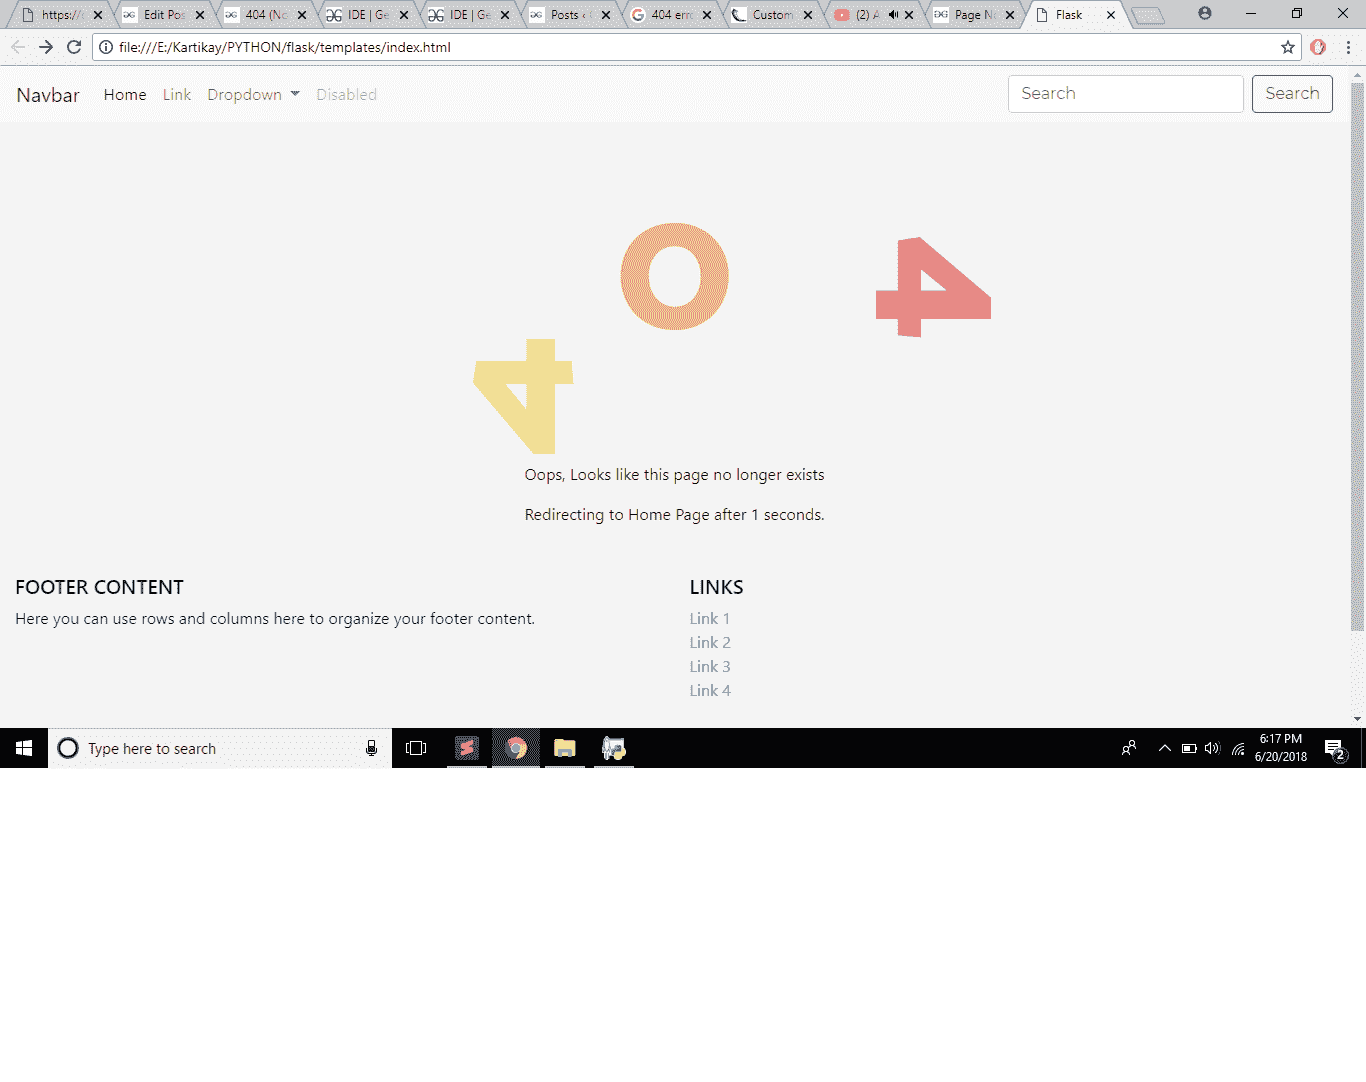 https:// Edit Pos 404 (No IDE | Ge IDE | Ge Posts ‹ 404 erro Custom (2) A Page N Flask
file:///E:/Kartikay/PYTHON/flask/templates/index.html
Navbar Home Link Dropdown Disabled Search Search
4 0 4
Oops, Looks like this page no longer exists
Redirecting to Home Page after 1 seconds.
FOOTER CONTENT LINKS
Here you can use rows and columns here to organize your footer content. Link 1
Link 2
Link 3
Link 4
Type here to search 6:17 PM
6/20/2018 2